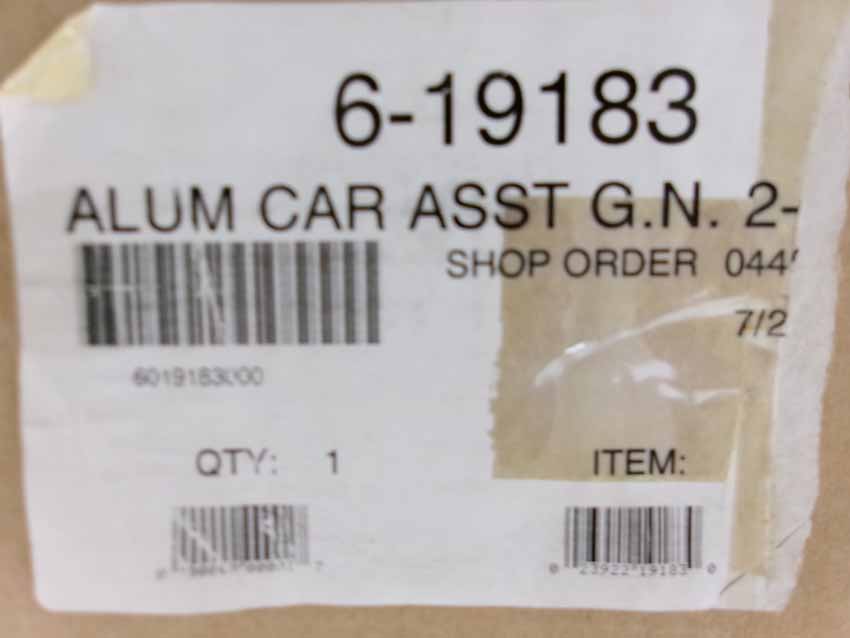 6-19183
ALUM CAR ASST G.N. 2-
SHOP ORDER 044
7/2
6019183000
QTY: 1
ITEM:
0 23922 19183 0